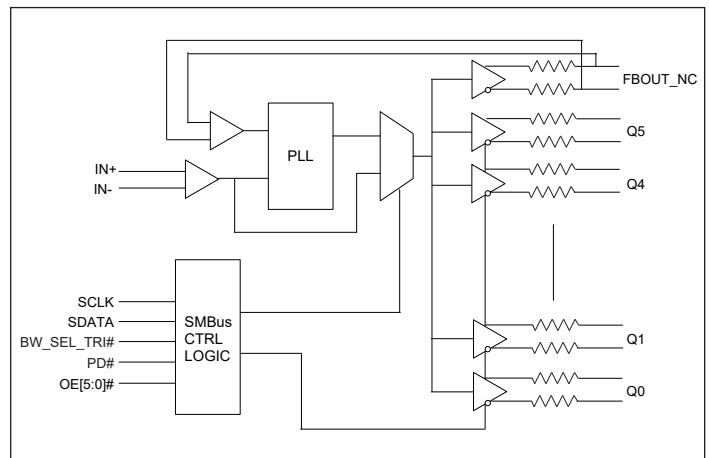 FBOUT_NC
Q5
PLL
IN+
IN-
Q4
SCLK
SDATA
BW_SEL_TRI#
PD#
OE[5:0]#
SMBus
CTRL
LOGIC
Q1
Q0